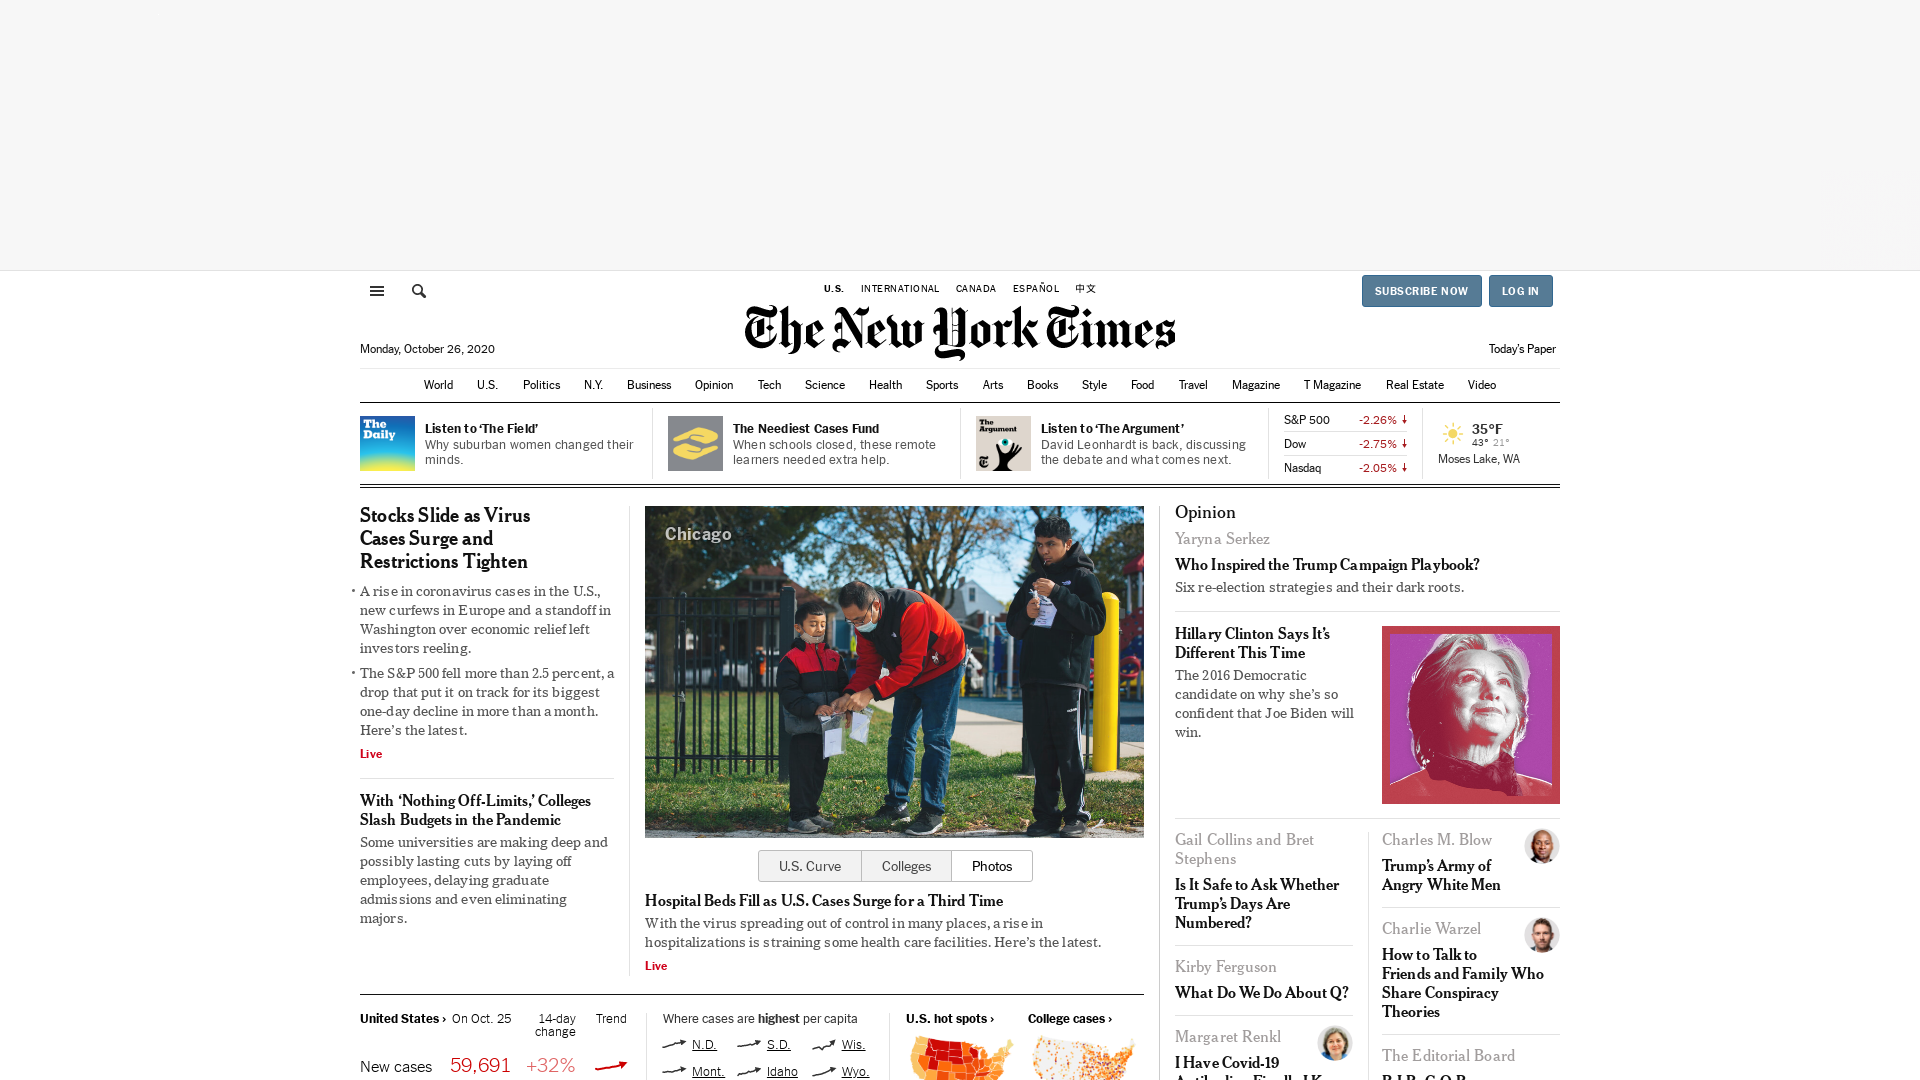 U.S. INTERNATIONAL CANADA ESPAÑOL 中文
SUBSCRIBE NOW LOG IN
The New York Times
Monday, October 26, 2020
Today's Paper
World U.S. Politics N.Y. Business Opinion Tech Science Health Sports Arts Books Style Food Travel Magazine T Magazine Real Estate Video
The
Daily
Listen to ‘The Field’
Why suburban women changed their
minds.
The Neediest Cases Fund
When schools closed, these remote
learners needed extra help.
The
Argument
Listen to ‘The Argument’
David Leonhardt is back, discussing
the debate and what comes next.
S&P 500 -2.26% ↓
Dow -2.75% ↓
Nasdaq -2.05% ↓
35°F
43° 21°
Moses Lake, WA
Stocks Slide as Virus
Cases Surge and
Restrictions Tighten
• A rise in coronavirus cases in the U.S.,
new curfews in Europe and a standoff in
Washington over economic relief left
investors reeling.
• The S&P 500 fell more than 2.5 percent, a
drop that put it on track for its biggest
one-day decline in more than a month.
Here’s the latest.
Live
With ‘Nothing Off-Limits,’ Colleges
Slash Budgets in the Pandemic
Some universities are making deep and
possibly lasting cuts by laying off
employees, delaying graduate
admissions and even eliminating
majors.
Chicago
U.S. Curve Colleges Photos
Hospital Beds Fill as U.S. Cases Surge for a Third Time
With the virus spreading out of control in many places, a rise in
hospitalizations is straining some health care facilities. Here’s the latest.
Live
United States › On Oct. 25 14-day
change Trend
New cases 59,691 +32%
Where cases are highest per capita
N.D. S.D. Wis.
Mont. Idaho Wyo.
U.S. hot spots ›
College cases ›
Opinion
Yaryna Serkez
Who Inspired the Trump Campaign Playbook?
Six re-election strategies and their dark roots.
Hillary Clinton Says It’s
Different This Time
The 2016 Democratic
candidate on why she’s so
confident that Joe Biden will
win.
Gail Collins and Bret
Stephens
Is It Safe to Ask Whether
Trump’s Days Are
Numbered?
Kirby Ferguson
What Do We Do About Q?
Margaret Renkl
I Have Covid-19
Charles M. Blow
Trump’s Army of
Angry White Men
Charlie Warzel
How to Talk to
Friends and Family Who
Share Conspiracy
Theories
The Editorial Board